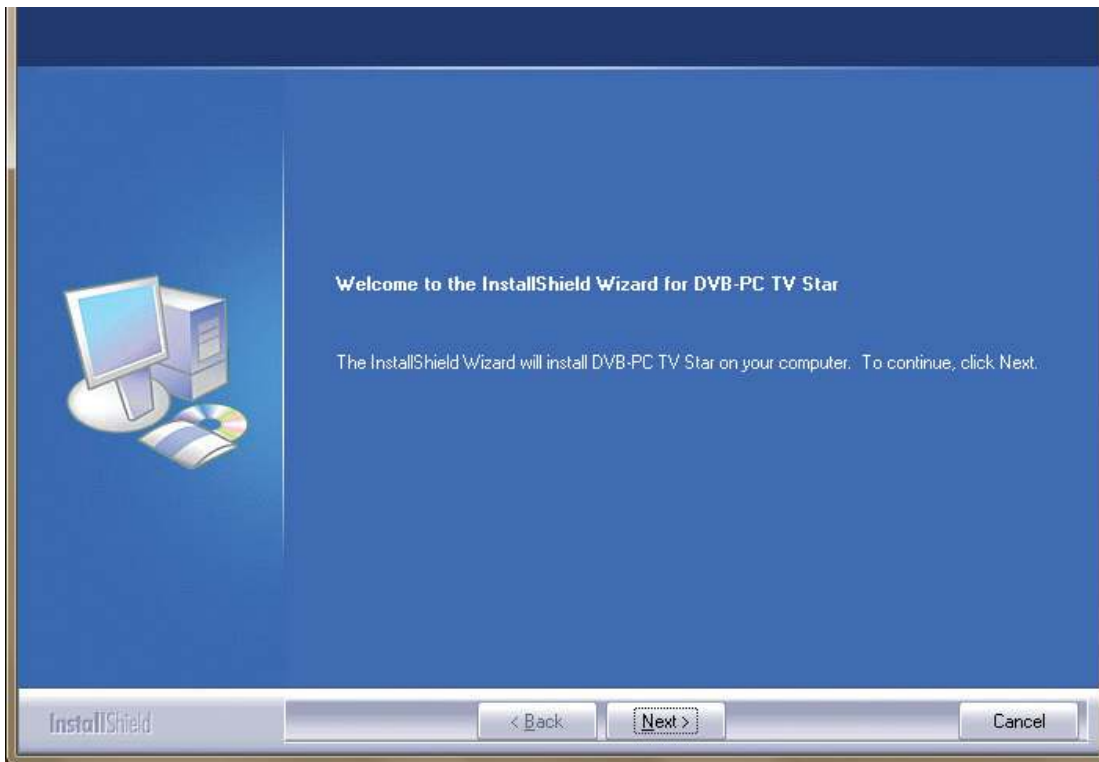 Welcome to the InstallShield Wizard for DVB-PC TV Star
The InstallShield Wizard will install DVB-PC TV Star on your computer. To continue, click Next.
InstallShield
< Back
Next >
Cancel